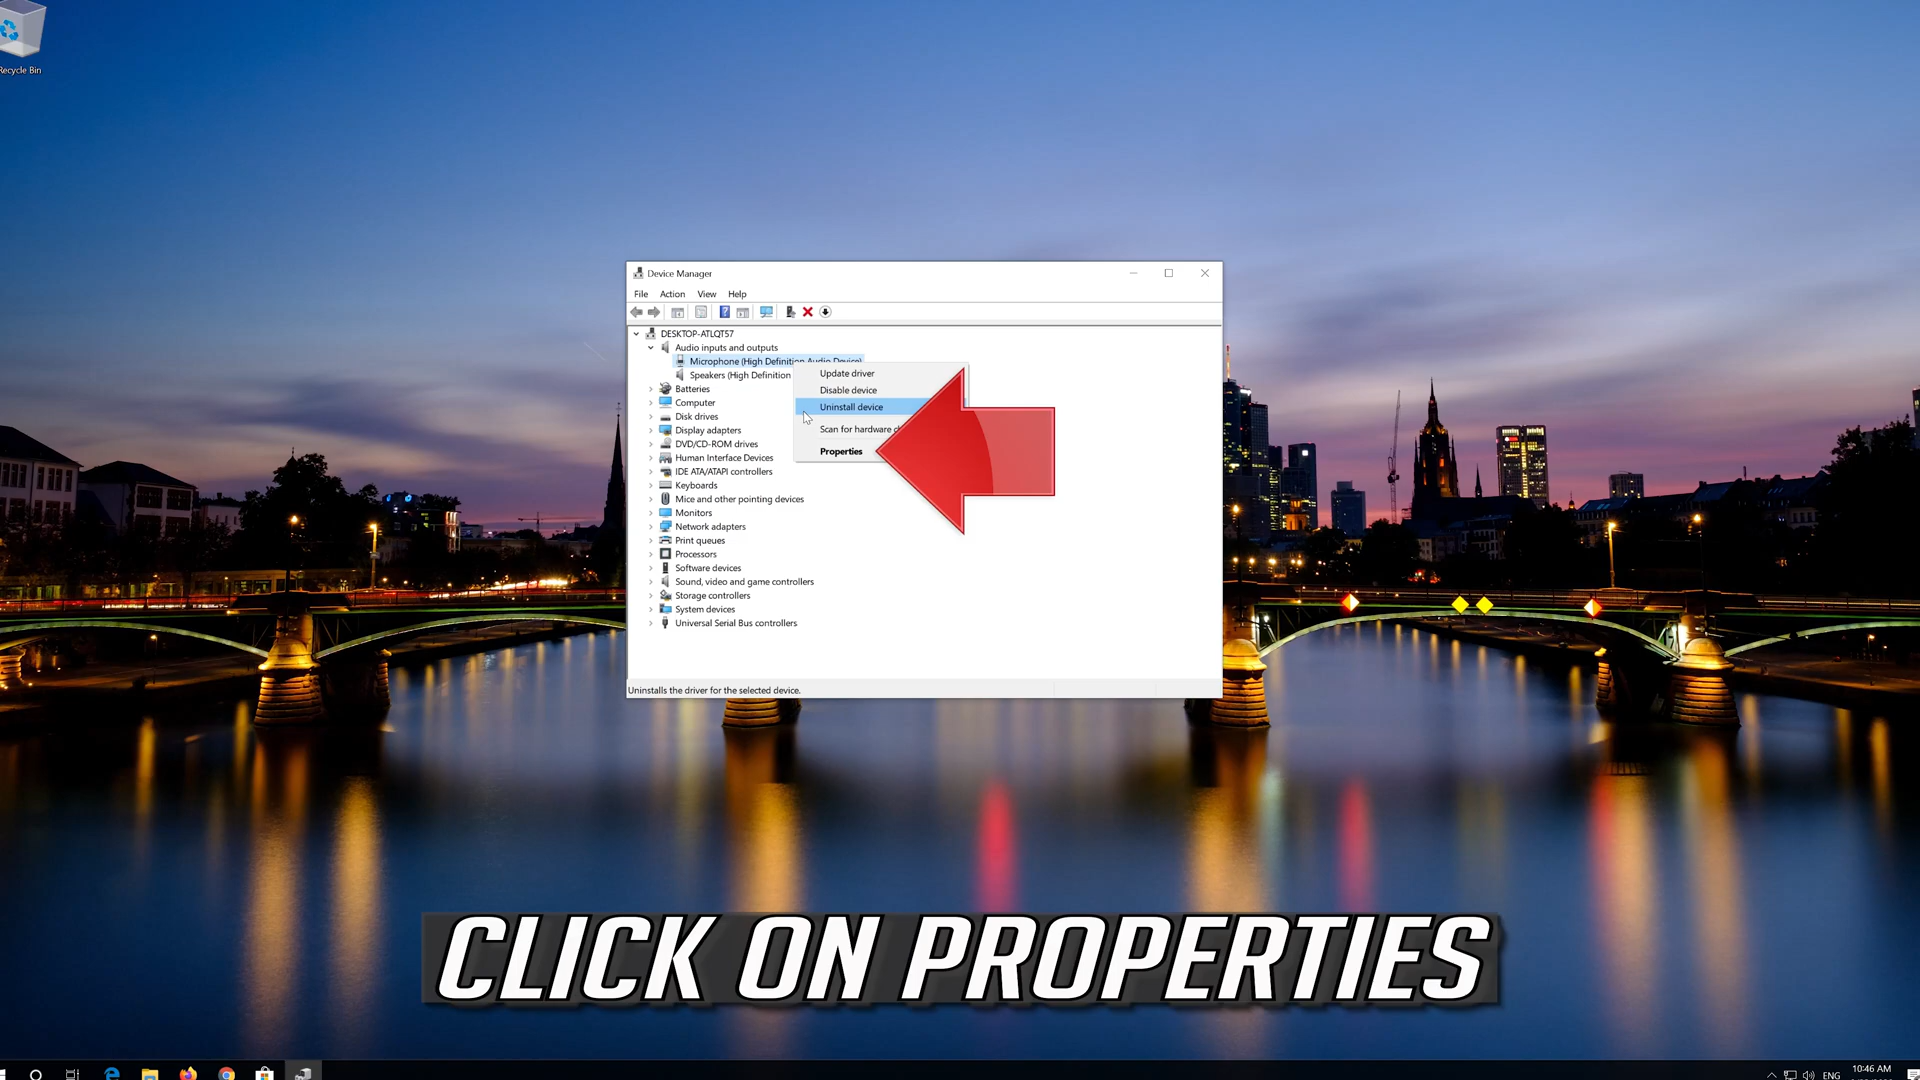 Recycle Bin
Device Manager
File Action View Help
DESKTOP-ATLQT57
Audio inputs and outputs
Microphone (High Definition Audio Device)
Speakers (High Definition
Batteries
Computer
Disk drives
Display adapters
DVD/CD-ROM drives
Human Interface Devices
IDE ATA/ATAPI controllers
Keyboards
Mice and other pointing devices
Monitors
Network adapters
Print queues
Processors
Software devices
Sound, video and game controllers
Storage controllers
System devices
Universal Serial Bus controllers
Update driver
Disable device
Uninstall device
Scan for hardware
Properties
Uninstalls the driver for the selected device.
CLICK ON PROPERTIES
ENG
10:46 AM